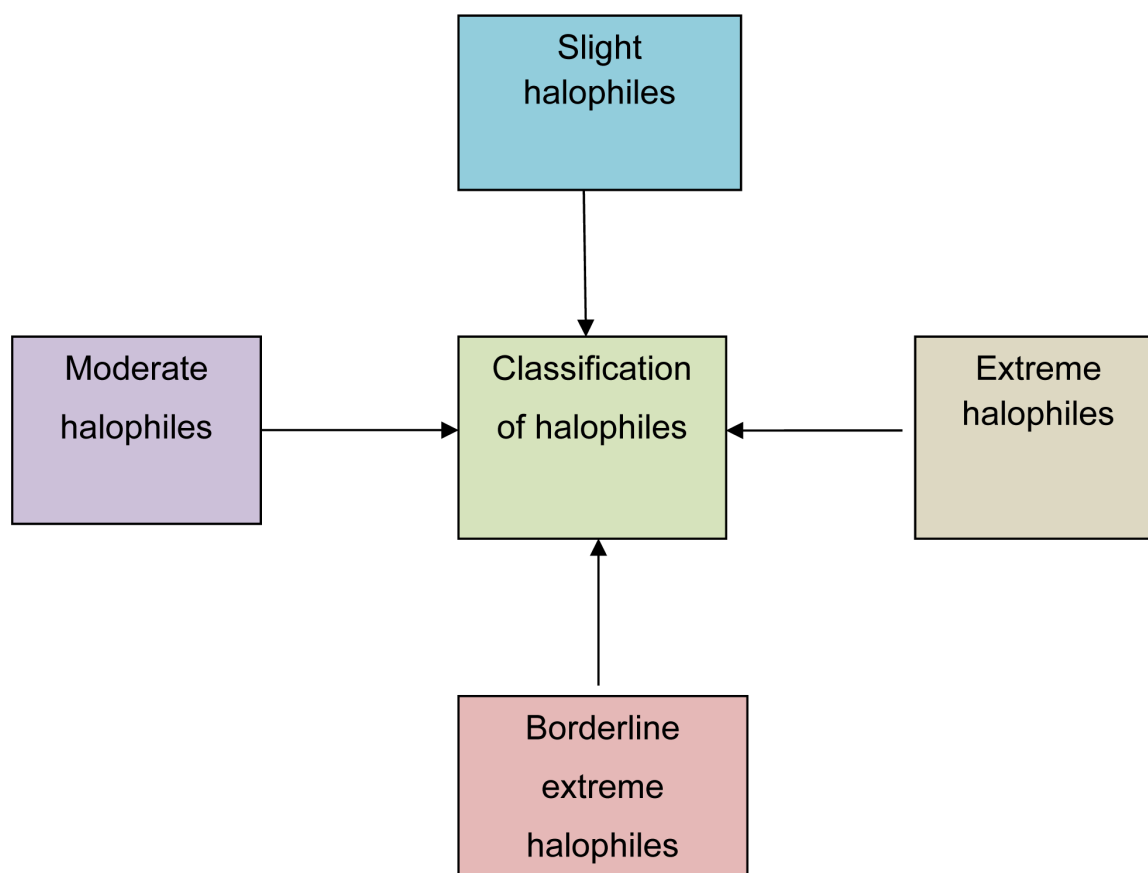 Slight
halophiles
Moderate
halophiles
Classification
of halophiles
Extreme
halophiles
Borderline
extreme
halophiles